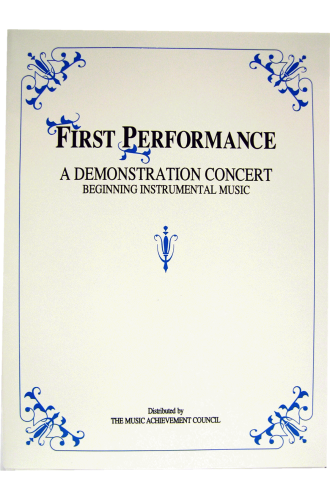 FIRST PERFORMANCE
A DEMONSTRATION CONCERT
BEGINNING INSTRUMENTAL MUSIC
Distributed by
THE MUSIC ACHIEVEMENT COUNCIL